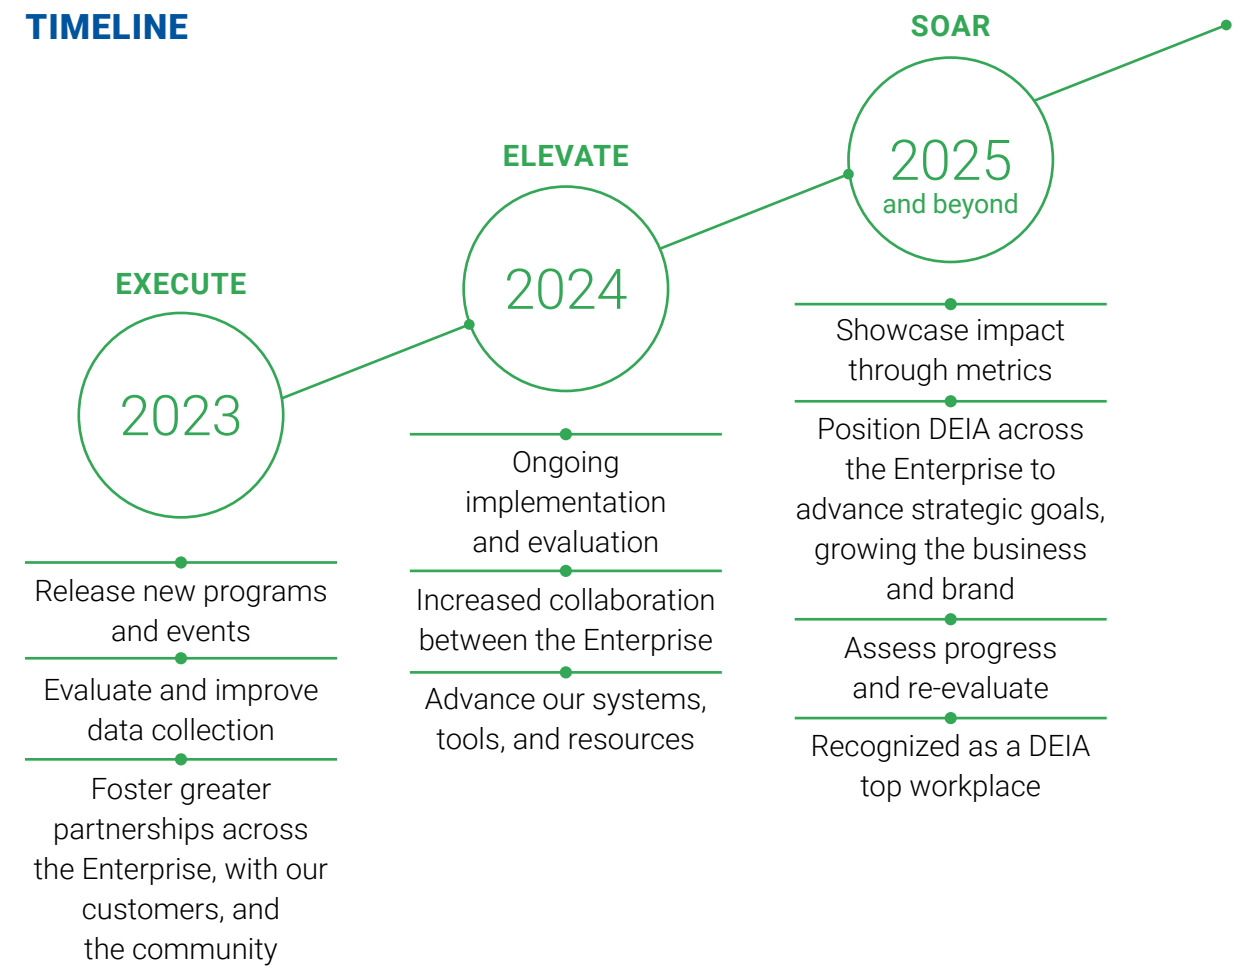 TIMELINE
EXECUTE
2023
Release new programs
and events
Evaluate and improve
data collection
Foster greater
partnerships across
the Enterprise, with our
customers, and
the community
ELEVATE
2024
Ongoing
implementation
and evaluation
Increased collaboration
between the Enterprise
Advance our systems,
tools, and resources
SOAR
2025
and beyond
Showcase impact
through metrics
Position DEIA across
the Enterprise to
advance strategic goals,
growing the business
and brand
Assess progress
and re-evaluate
Recognized as a DEIA
top workplace